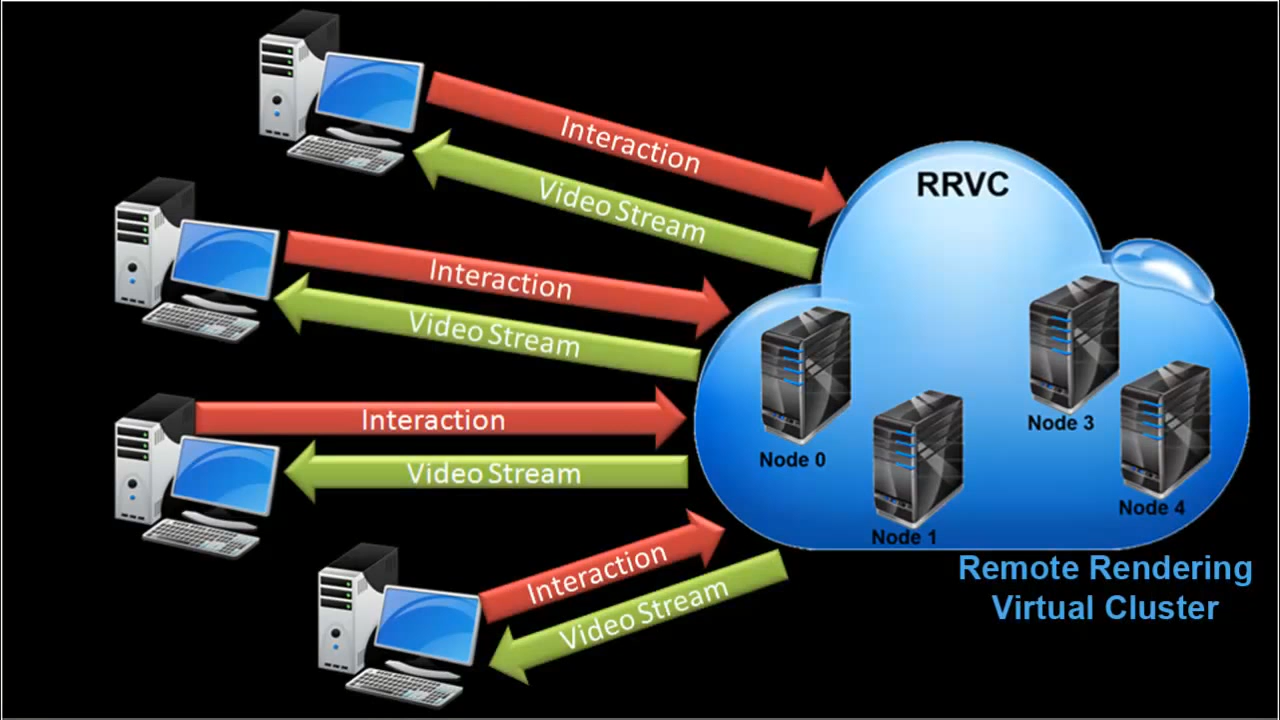 Interaction
Video Stream
RRVC
Interaction
Video Stream
Interaction
Video Stream
Interaction
Video Stream
Node 0
Node 1
Node 3
Node 4
Remote Rendering
Virtual Cluster